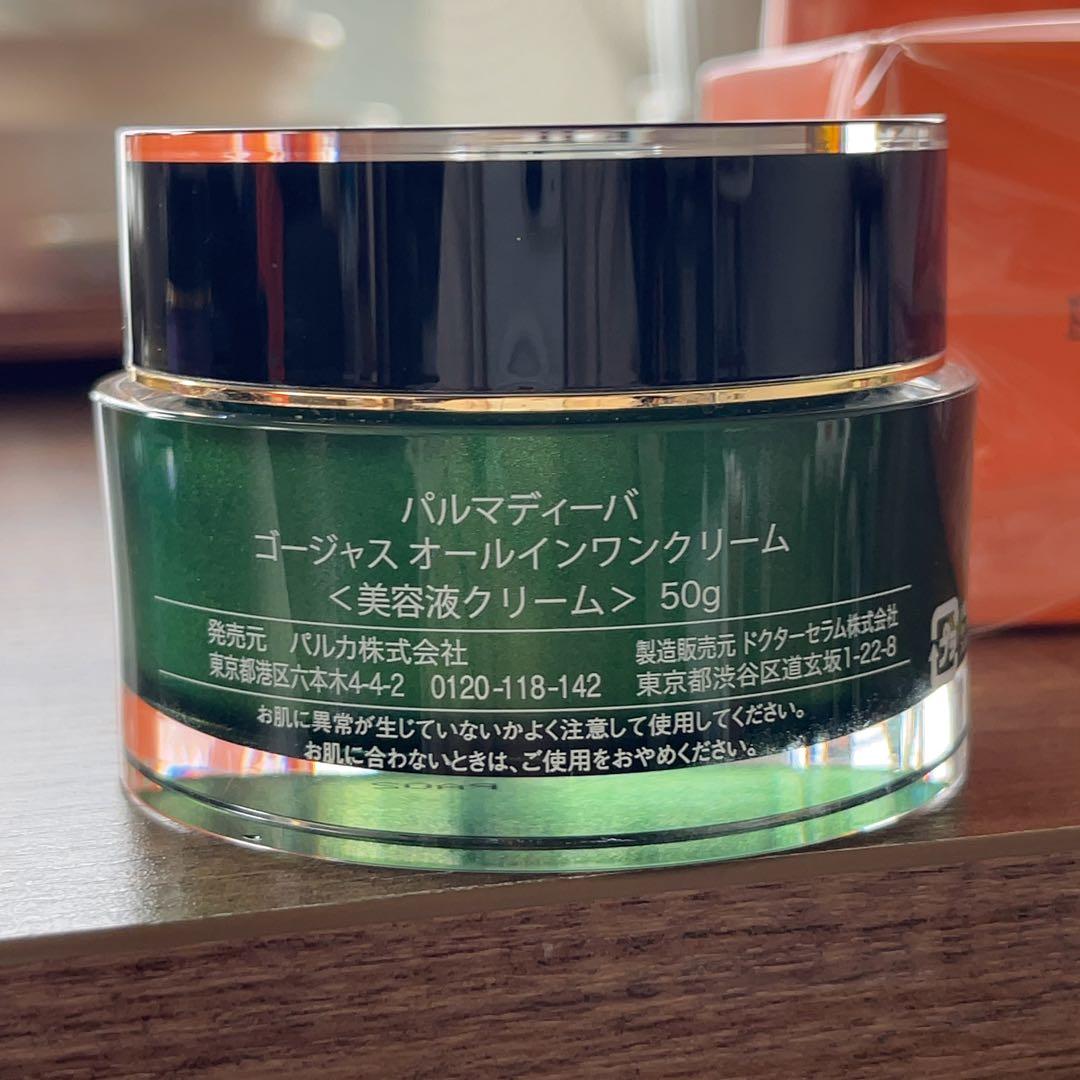 パルマディーバ
ゴージャス オールインワンクリーム
＜美容液クリーム＞ 50g
発売元 パルカ株式会社
東京都港区六本木4-4-2 0120-118-142
製造販売元 ドクターセラム株式会社
東京都渋谷区道玄坂1-22-8
お肌に異常が生じていないかよく注意して使用してください。
お肌に合わないときは、ご使用をおやめください。